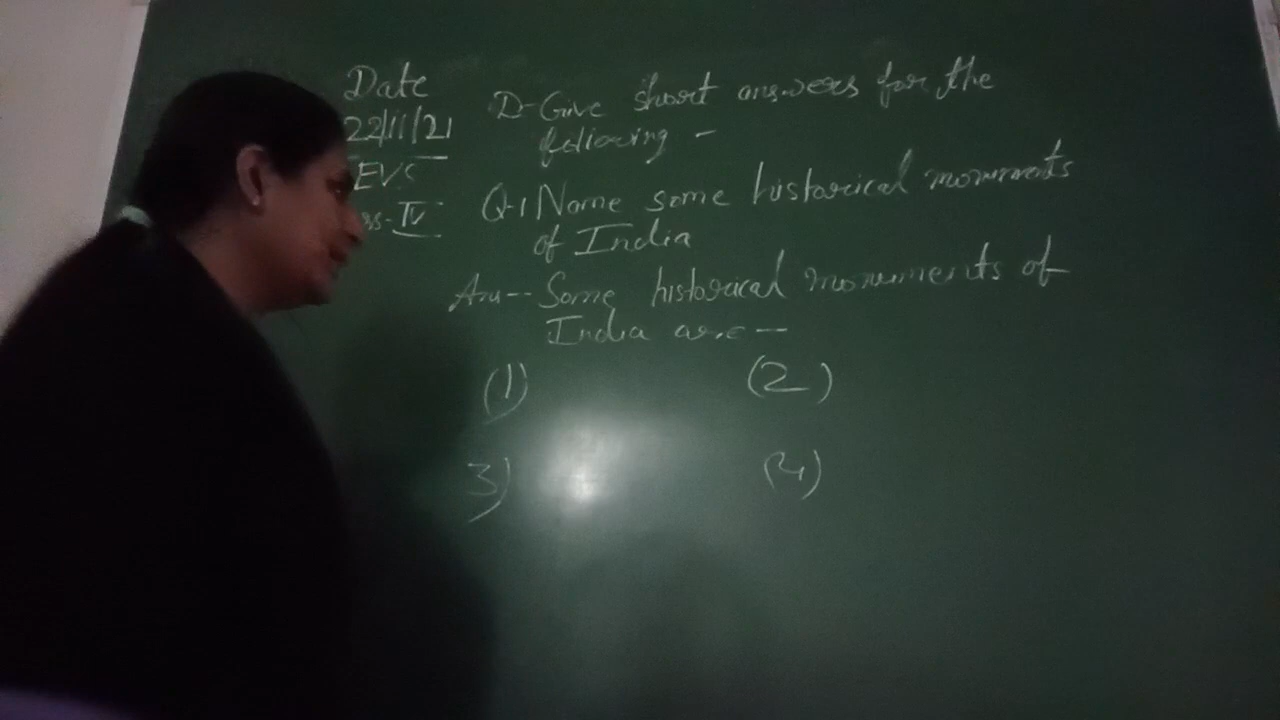 Date
22/11/21
EVS
ss-IV
D-Give short answers for the
following -
Q-1 Name some historical monuments
of India
Ans-- Some historical monuments of
India are --
(1) (2)
3) (4)